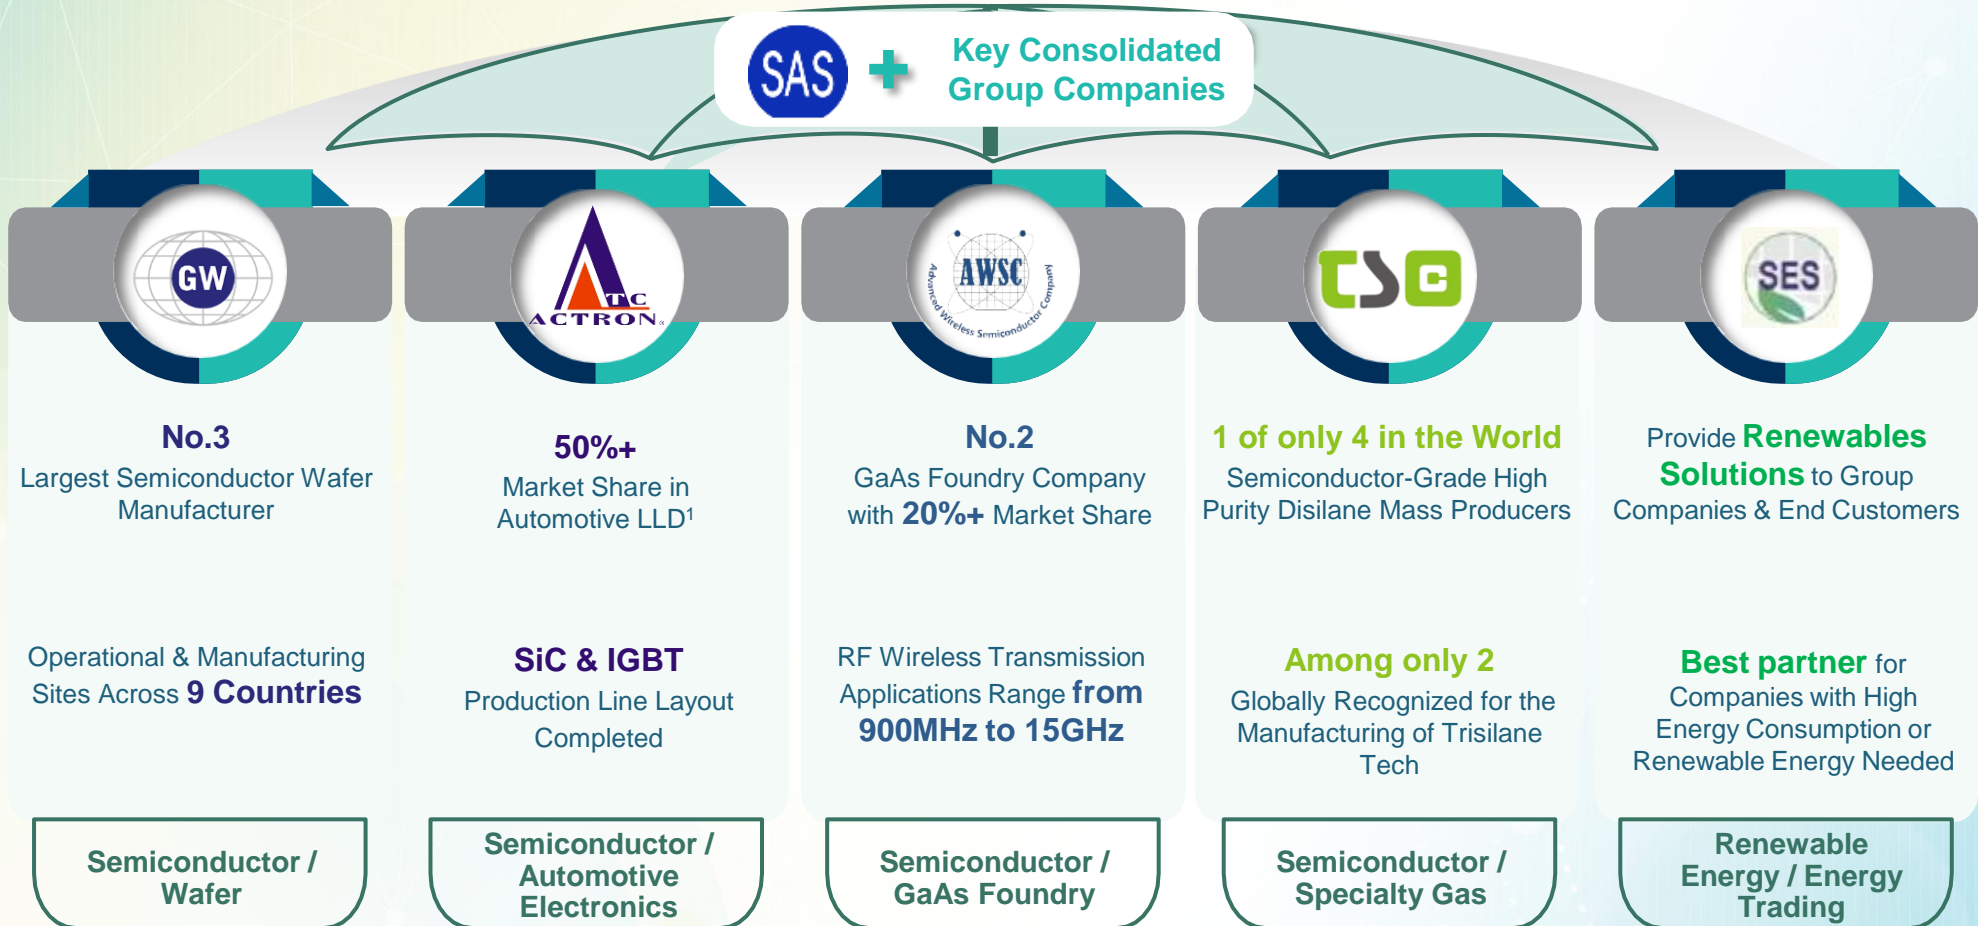 SAS
Key Consolidated
Group Companies
GW
No.3
Largest Semiconductor Wafer
Manufacturer
Operational & Manufacturing
Sites Across 9 Countries
Semiconductor /
Wafer
ATC
ACTRON®
50%+
Market Share in
Automotive LLD¹
SiC & IGBT
Production Line Layout
Completed
Semiconductor /
Automotive
Electronics
AWSC
Advanced Wireless Semiconductor Company
No.2
GaAs Foundry Company
with 20%+ Market Share
RF Wireless Transmission
Applications Range from
900MHz to 15GHz
Semiconductor /
GaAs Foundry
TSC
1 of only 4 in the World
Semiconductor-Grade High
Purity Disilane Mass Producers
Among only 2
Globally Recognized for the
Manufacturing of Trisilane
Tech
Semiconductor /
Specialty Gas
SES
Provide Renewables
Solutions to Group
Companies & End Customers
Best partner for
Companies with High
Energy Consumption or
Renewable Energy Needed
Renewable
Energy / Energy
Trading